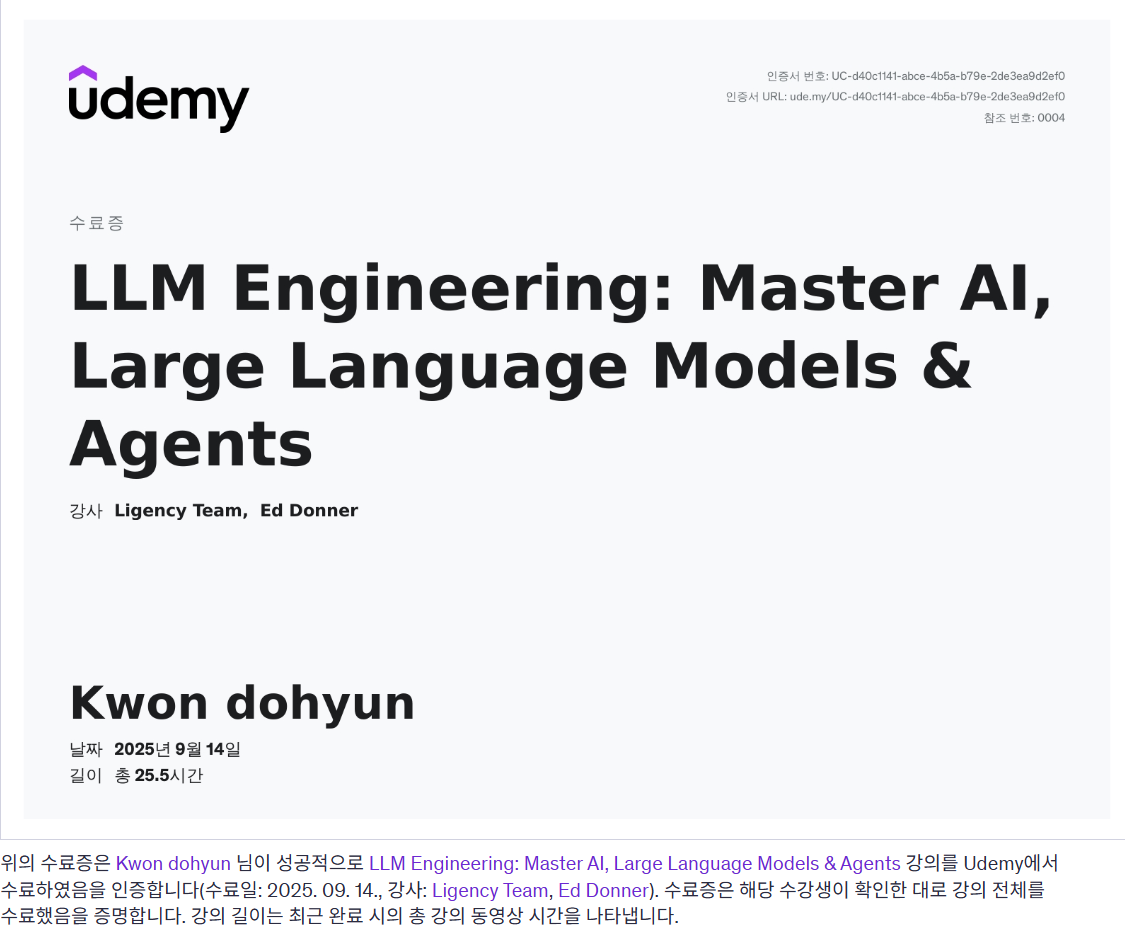 udemy
인증서 번호: UC-d40c1141-abce-4b5a-b79e-2de3ea9d2ef0
인증서 URL: ude.my/UC-d40c1141-abce-4b5a-b79e-2de3ea9d2ef0
참조 번호: 0004
수료증
LLM Engineering: Master AI,
Large Language Models &
Agents
강사 Ligency Team, Ed Donner
Kwon dohyun
날짜 2025년 9월 14일
길이 총 25.5시간
위의 수료증은 Kwon dohyun 님이 성공적으로 LLM Engineering: Master AI, Large Language Models & Agents 강의를 Udemy에서
수료하였음을 인증합니다(수료일: 2025. 09. 14., 강사: Ligency Team, Ed Donner). 수료증은 해당 수강생이 확인한 대로 강의 전체를
수료했음을 증명합니다. 강의 길이는 최근 완료 시의 총 강의 동영상 시간을 나타냅니다.